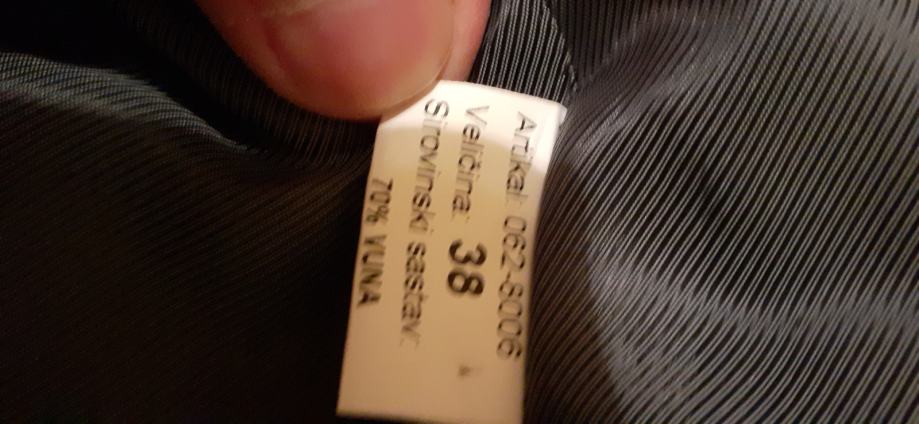 Artikal: 062-8006
Veličina: 38
Sirovinski sastav:
70% VUNA